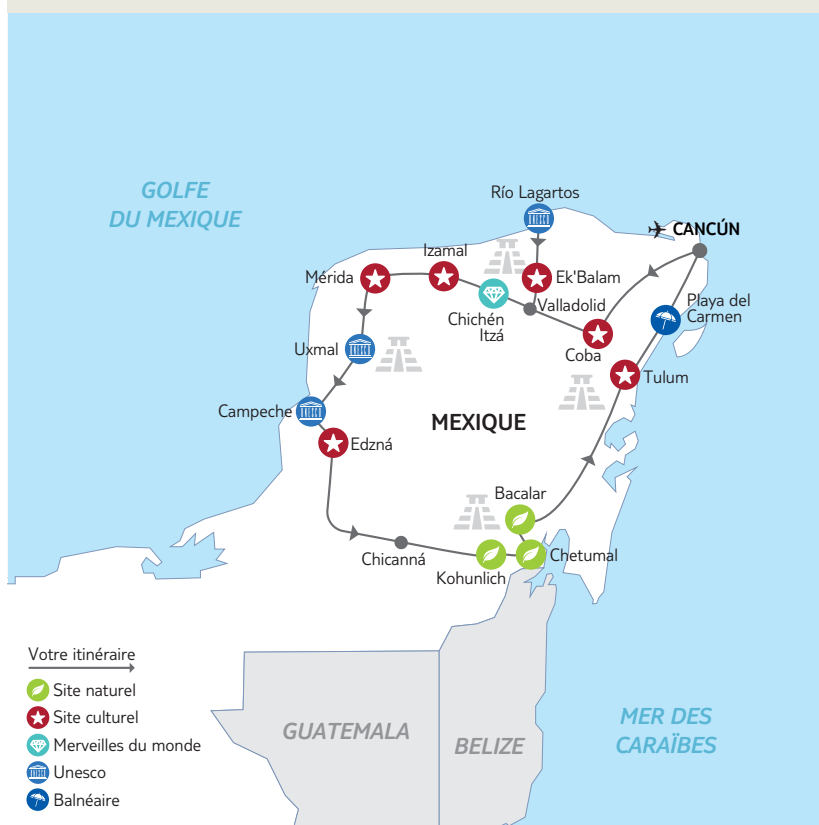 GOLFE
DU MEXIQUE
Río Lagartos
CANCÚN
Izamal
Mérida
Ek'Balam
Chichén
Itzá
Valladolid
Playa del
Carmen
Uxmal
Coba
Tulum
Campeche
MEXIQUE
Edzná
Bacalar
Chicanná
Kohunlich
Chetumal
Votre itinéraire
Site naturel
Site culturel
Merveilles du monde
Unesco
Balnéaire
GUATEMALA
BELIZE
MER DES
CARAÏBES